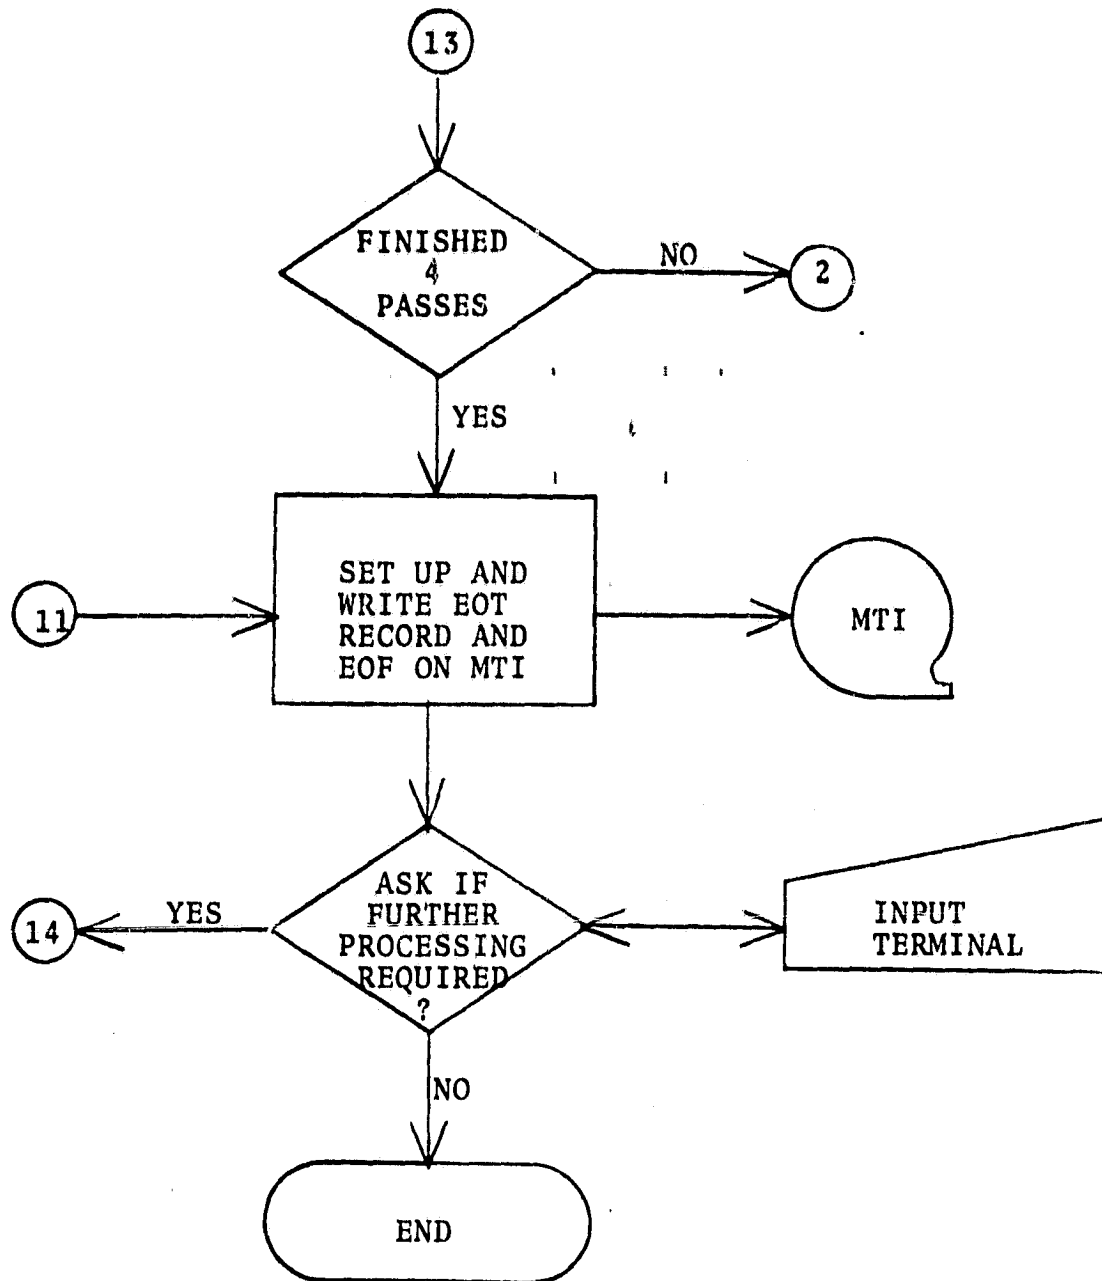 13
FINISHED
4
PASSES
NO
2
YES
SET UP AND
WRITE EOT
RECORD AND
EOF ON MTI
11
MTI
ASK IF
FURTHER
PROCESSING
REQUIRED
?
YES
14
INPUT
TERMINAL
NO
END